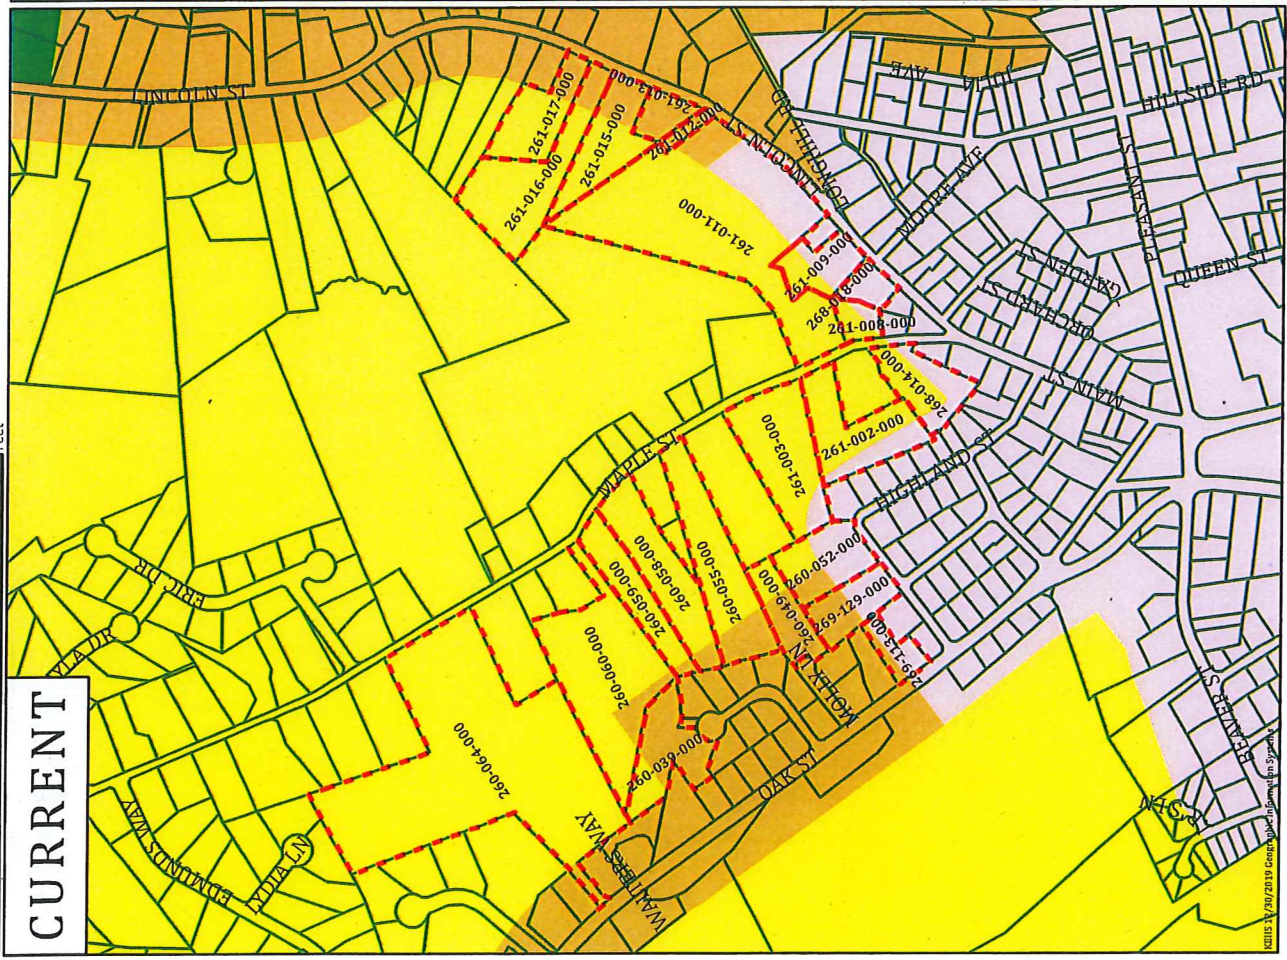 CURRENT
LINCOLN ST
261-017-000
261-013-000
261-015-000
261-016-000
261-012-000
LINCOLN ST
LONGHILL RD
JULIA AVE
HILLSIDE RD
MOORE AVE
PLEASANT ST
GARDEN ST
QUEEN ST
ORCHARD ST
261-011-000
261-009-000
261-008-000
MAIN ST
268-014-000
261-002-000
261-003-000
HIGHLAND ST
MAPLE ST
ERIC DR
260-059-000
260-058-000
260-055-000
260-049-000
260-052-000
269-129-000
269-113-000
MOLLY LN
260-060-000
260-064-000
260-039-000
OAK ST
WAITERS WAY
EDMUNDS WAY
LYDIA LN
BEAVER ST